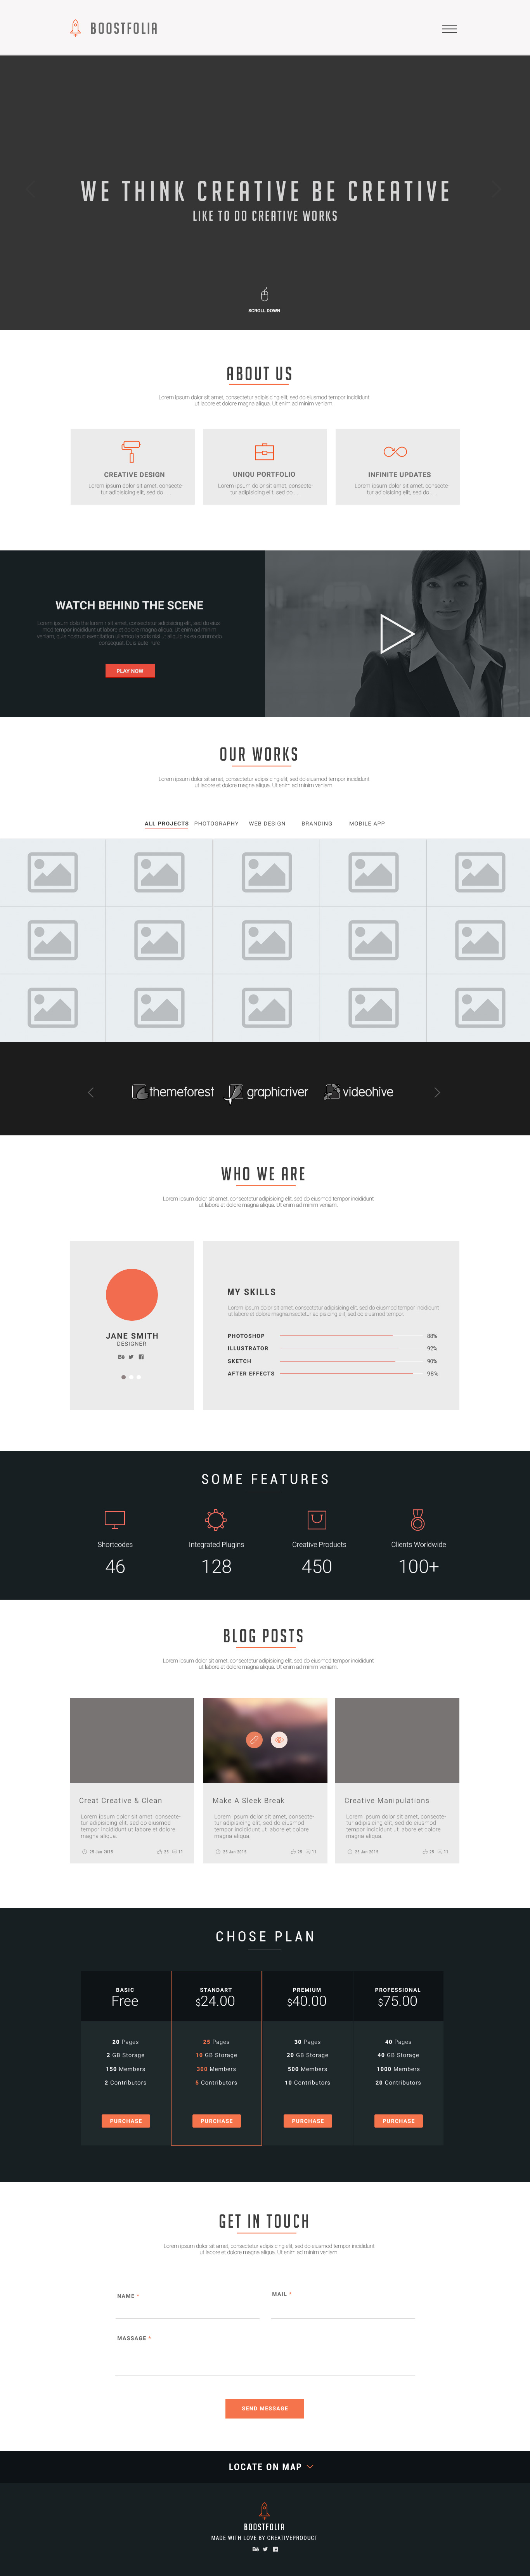 BOOSTFOLIA
WE THINK CREATIVE BE CREATIVE
LIKE TO DO CREATIVE WORKS
SCROLL DOWN
ABOUT US
Lorem ipsum dolor sit amet, consectetur adipisicing elit, sed do eiusmod tempor incididunt
ut labore et dolore magna aliqua. Ut enim ad minim veniam.
CREATIVE DESIGN
Lorem ipsum dolor sit amet, consecte-
tur adipisicing elit, sed do . . .
UNIQU PORTFOLIO
Lorem ipsum dolor sit amet, consecte-
tur adipisicing elit, sed do . . .
INFINITE UPDATES
Lorem ipsum dolor sit amet, consecte-
tur adipisicing elit, sed do . . .
WATCH BEHIND THE SCENE
Lorem ipsum dolo the lorem r sit amet, consectetur adipisicing elit, sed do eius-
mod tempor incididunt ut labore et dolore magna aliqua. Ut enim ad minim
veniam, quis nostrud exercitation ullamco laboris nisi ut aliquip ex ea commodo
consequat. Duis aute irure
PLAY NOW
OUR WORKS
Lorem ipsum dolor sit amet, consectetur adipisicing elit, sed do eiusmod tempor incididunt
ut labore et dolore magna aliqua. Ut enim ad minim veniam.
ALL PROJECTS PHOTOGRAPHY WEB DESIGN BRANDING MOBILE APP
themeforest graphicriver videohive
WHO WE ARE
Lorem ipsum dolor sit amet, consectetur adipisicing elit, sed do eiusmod tempor incididunt
ut labore et dolore magna aliqua. Ut enim ad minim veniam.
JANE SMITH
DESIGNER
Bē
MY SKILLS
Lorem ipsum dolor sit amet, consectetur adipisicing elit, sed do eiusmod tempor incididunt
ut labore et dolore magna
PHOTOSHOP 88%
ILLUSTRATOR 92%
SKETCH 90%
AFTER EFFECTS 98%
SOME FEATURES
Shortcodes
46
Integrated Plugins
128
Creative Products
450
Clients Worldwide
100+
BLOG POSTS
Lorem ipsum dolor sit amet, consectetur adipisicing elit, sed do eiusmod tempor incididunt
ut labore et dolore magna aliqua. Ut enim ad minim veniam.
Creat Creative & Clean
Lorem ipsum dolor sit amet, consecte-
tur adipisicing elit, sed do eiusmod
tempor incididunt ut labore et dolore
magna aliqua.
25 Jan 2015 25 11
Make A Sleek Break
Lorem ipsum dolor sit amet, consecte-
tur adipisicing elit, sed do eiusmod
tempor incididunt ut labore et dolore
magna aliqua.
25 Jan 2015 25 11
Creative Manipulations
Lorem ipsum dolor sit amet, consecte-
tur adipisicing elit, sed do eiusmod
tempor incididunt ut labore et dolore
magna aliqua.
25 Jan 2015 25 11
CHOSE PLAN
BASIC
Free
20 Pages
2 GB Storage
150 Members
2 Contributors
PURCHASE
STANDART
$24.00
25 Pages
10 GB Storage
300 Members
5 Contributors
PURCHASE
PREMIUM
$40.00
30 Pages
20 GB Storage
500 Members
10 Contributors
PURCHASE
PROFESSIONAL
$75.00
40 Pages
40 GB Storage
1000 Members
20 Contributors
PURCHASE
GET IN TOUCH
Lorem ipsum dolor sit amet, consectetur adipisicing elit, sed do eiusmod tempor incididunt
ut labore et dolore magna aliqua. Ut enim ad minim veniam.
NAME *
MAIL *
MASSAGE *
SEND MESSAGE
LOCATE ON MAP
BOOSTFOLIA
MADE WITH LOVE BY CREATIVEPRODUCT
Bē